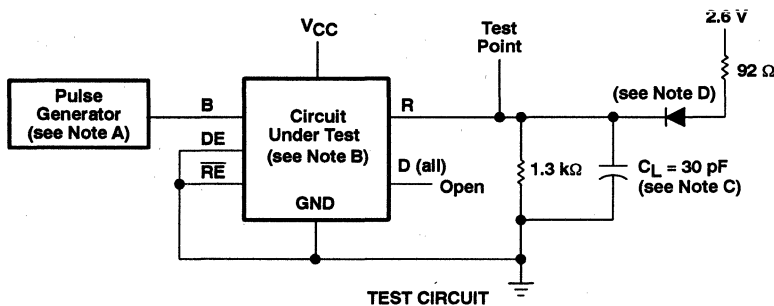 2.6 V
Test
Point
VCC
92 Ω
Pulse
Generator
(see Note A)
B
Circuit
Under Test
(see Note B)
R
(see Note D)
DE
RE
D (all)
Open
1.3 kΩ
CL = 30 pF
(see Note C)
GND
TEST CIRCUIT